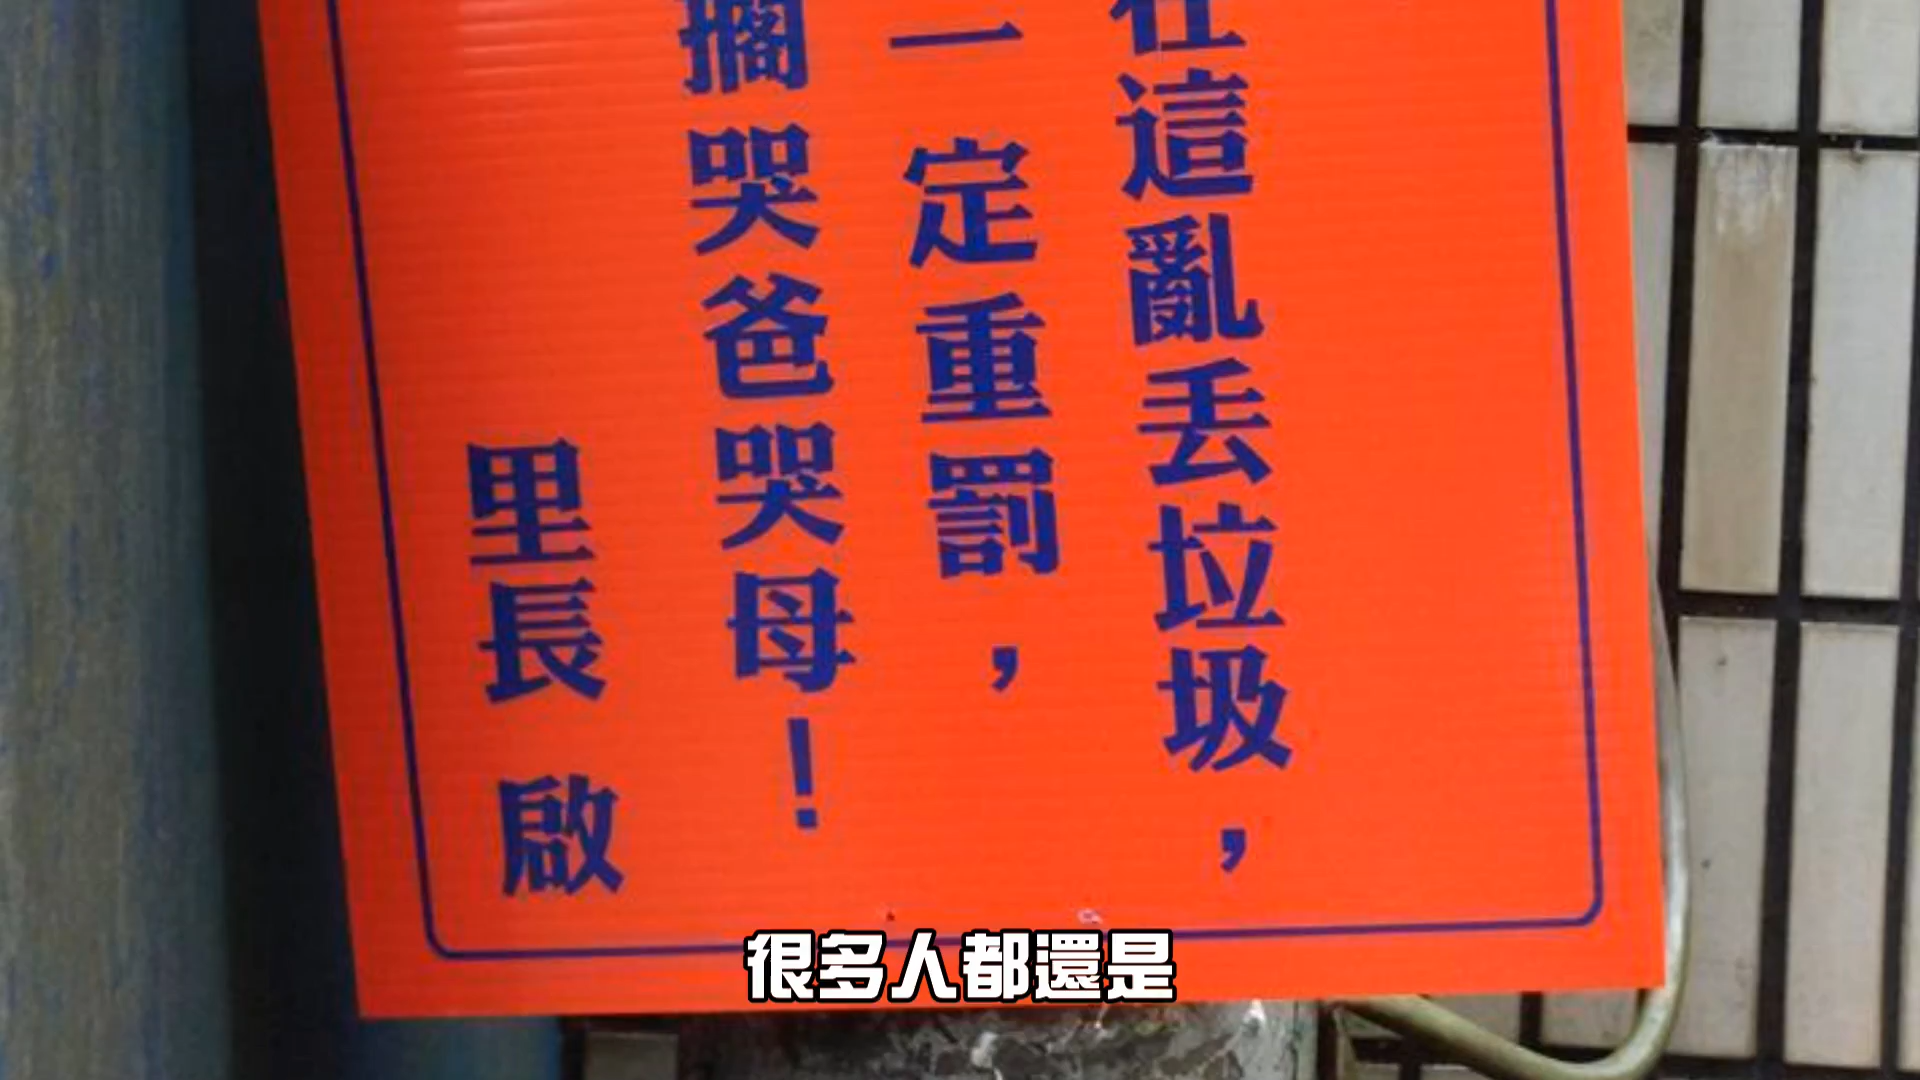 在這亂丟垃圾，
一定重罰，
擱哭爸哭母！
里長 啟
很多人都還是